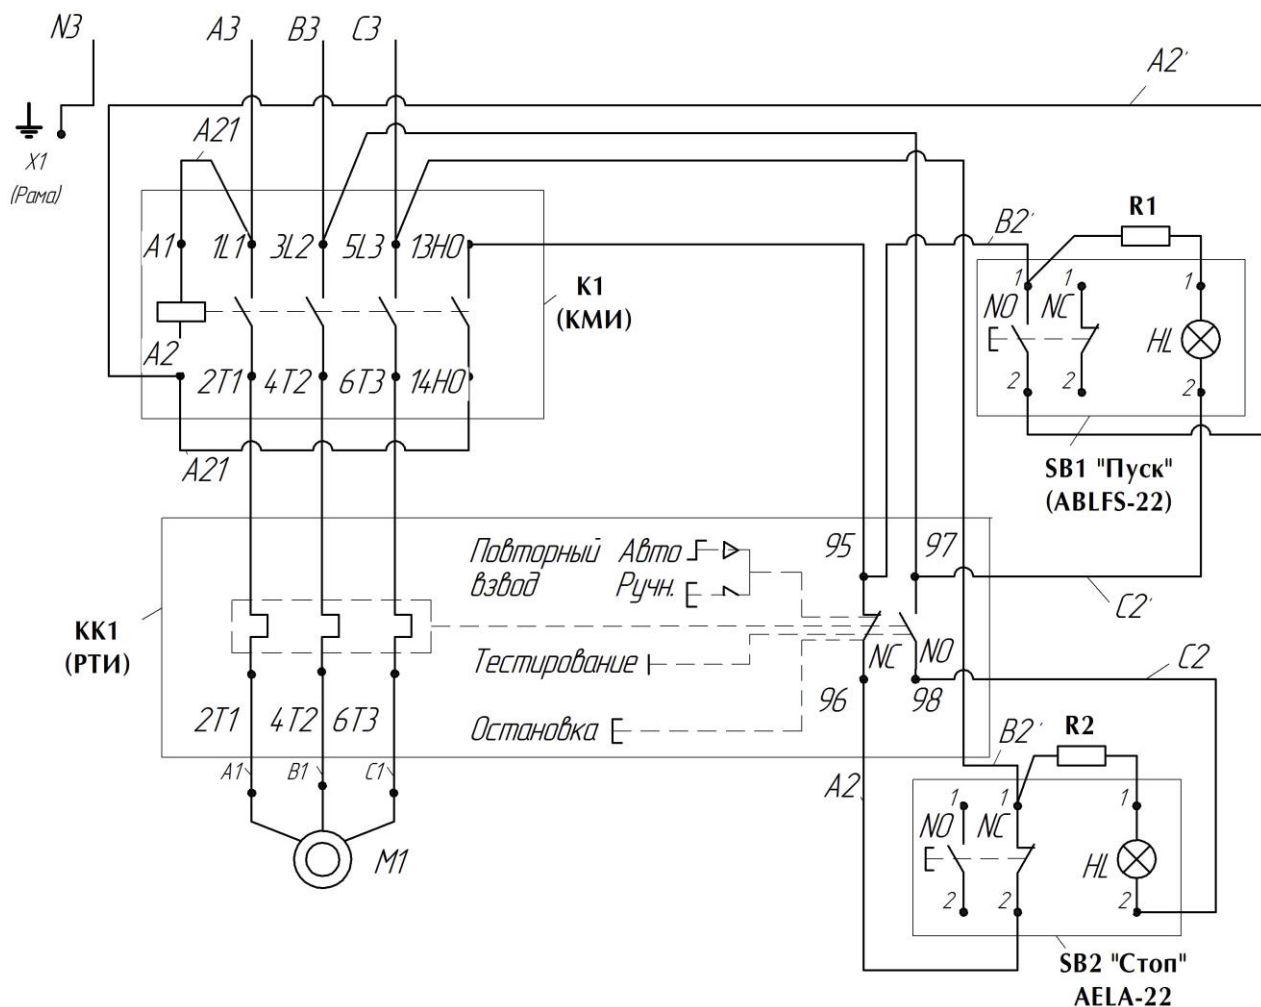 N3 A3 B3 C3
A2'
A21
X1
(Рама)
R1
B2'
A1 1L1 3L2 5L3 13НО
К1
(КМИ)
1 1 1
NO NC HL
A2
2T1 4T2 6T3 14НО
2 2 2
A21
SB1 "Пуск"
(ABLFS-22)
Повторный Авто
взвод Ручн.
95 97
C2'
КК1
(РТИ)
Тестирование
NC NO
C2
96 98
2T1 4T2 6T3
Остановка
B2' R2
A1 B1 C1
A2
1 1 1
NO NC HL
M1
2 2 2
SB2 "Стоп"
AELA-22